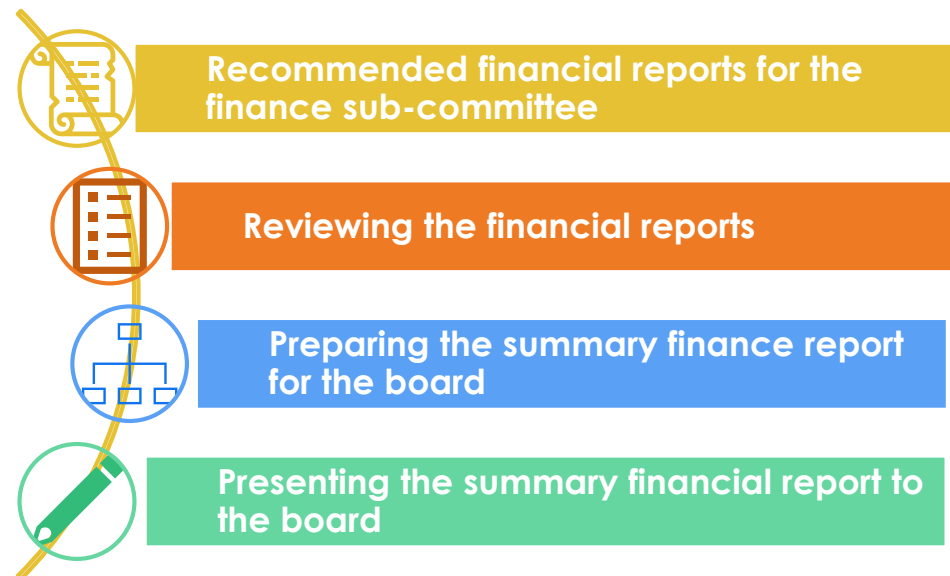 Recommended financial reports for the
finance sub-committee
Reviewing the financial reports
Preparing the summary finance report
for the board
Presenting the summary financial report to
the board